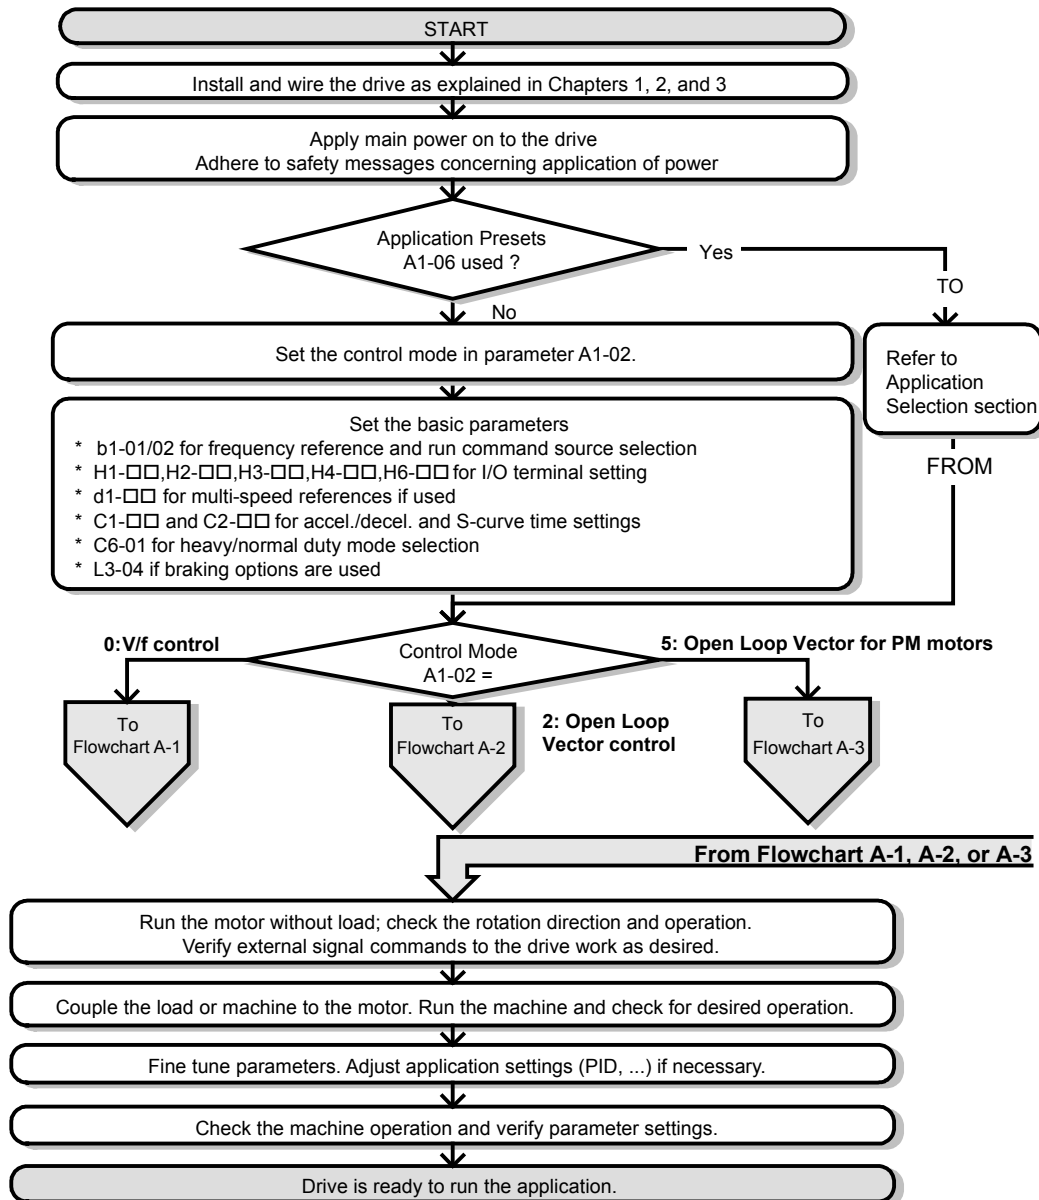 START
Install and wire the drive as explained in Chapters 1, 2, and 3
Apply main power on to the drive
Adhere to safety messages concerning application of power
Application Presets
A1-06 used ?
Yes
No
TO
Set the control mode in parameter A1-02.
Refer to
Application
Selection section
FROM
Set the basic parameters
* b1-01/02 for frequency reference and run command source selection
* H1-□□,H2-□□,H3-□□,H4-□□,H6-□□ for I/O terminal setting
* d1-□□ for multi-speed references if used
* C1-□□ and C2-□□ for accel./decel. and S-curve time settings
* C6-01 for heavy/normal duty mode selection
* L3-04 if braking options are used
0:V/f control
Control Mode
A1-02 =
5: Open Loop Vector for PM motors
To
Flowchart A-1
To
Flowchart A-2
2: Open Loop
Vector control
To
Flowchart A-3
From Flowchart A-1, A-2, or A-3
Run the motor without load; check the rotation direction and operation.
Verify external signal commands to the drive work as desired.
Couple the load or machine to the motor. Run the machine and check for desired operation.
Fine tune parameters. Adjust application settings (PID, ...) if necessary.
Check the machine operation and verify parameter settings.
Drive is ready to run the application.